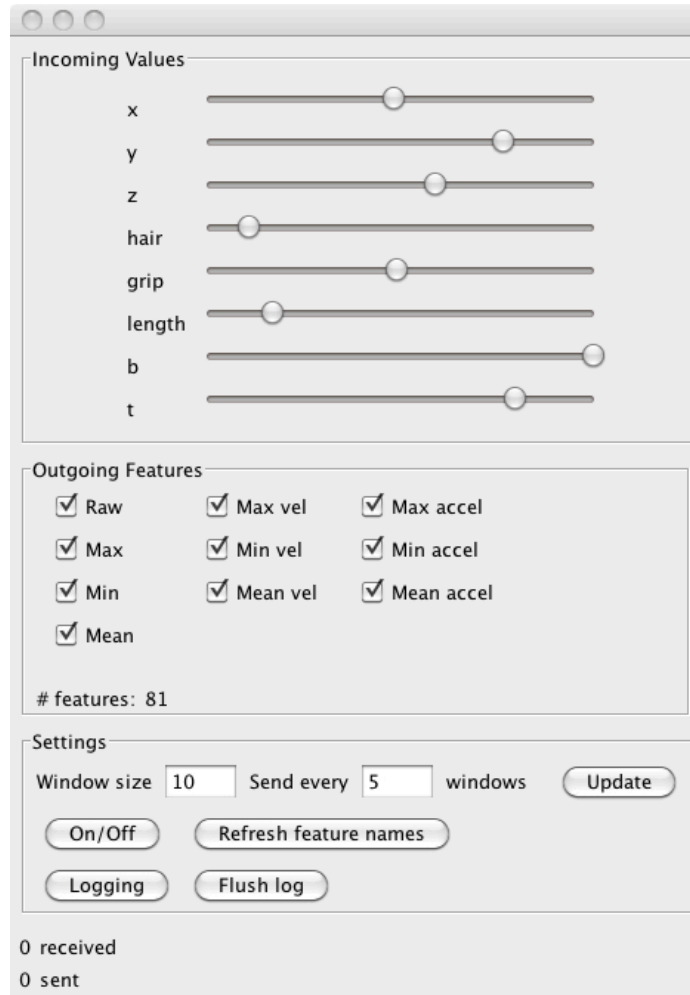 Incoming Values
x
y
z
hair
grip
length
b
t
Outgoing Features
Raw Max vel Max accel
Max Min vel Min accel
Min Mean vel Mean accel
Mean
# features: 81
Settings
Window size 10 Send every 5 windows Update
On/Off Refresh feature names
Logging Flush log
0 received
0 sent